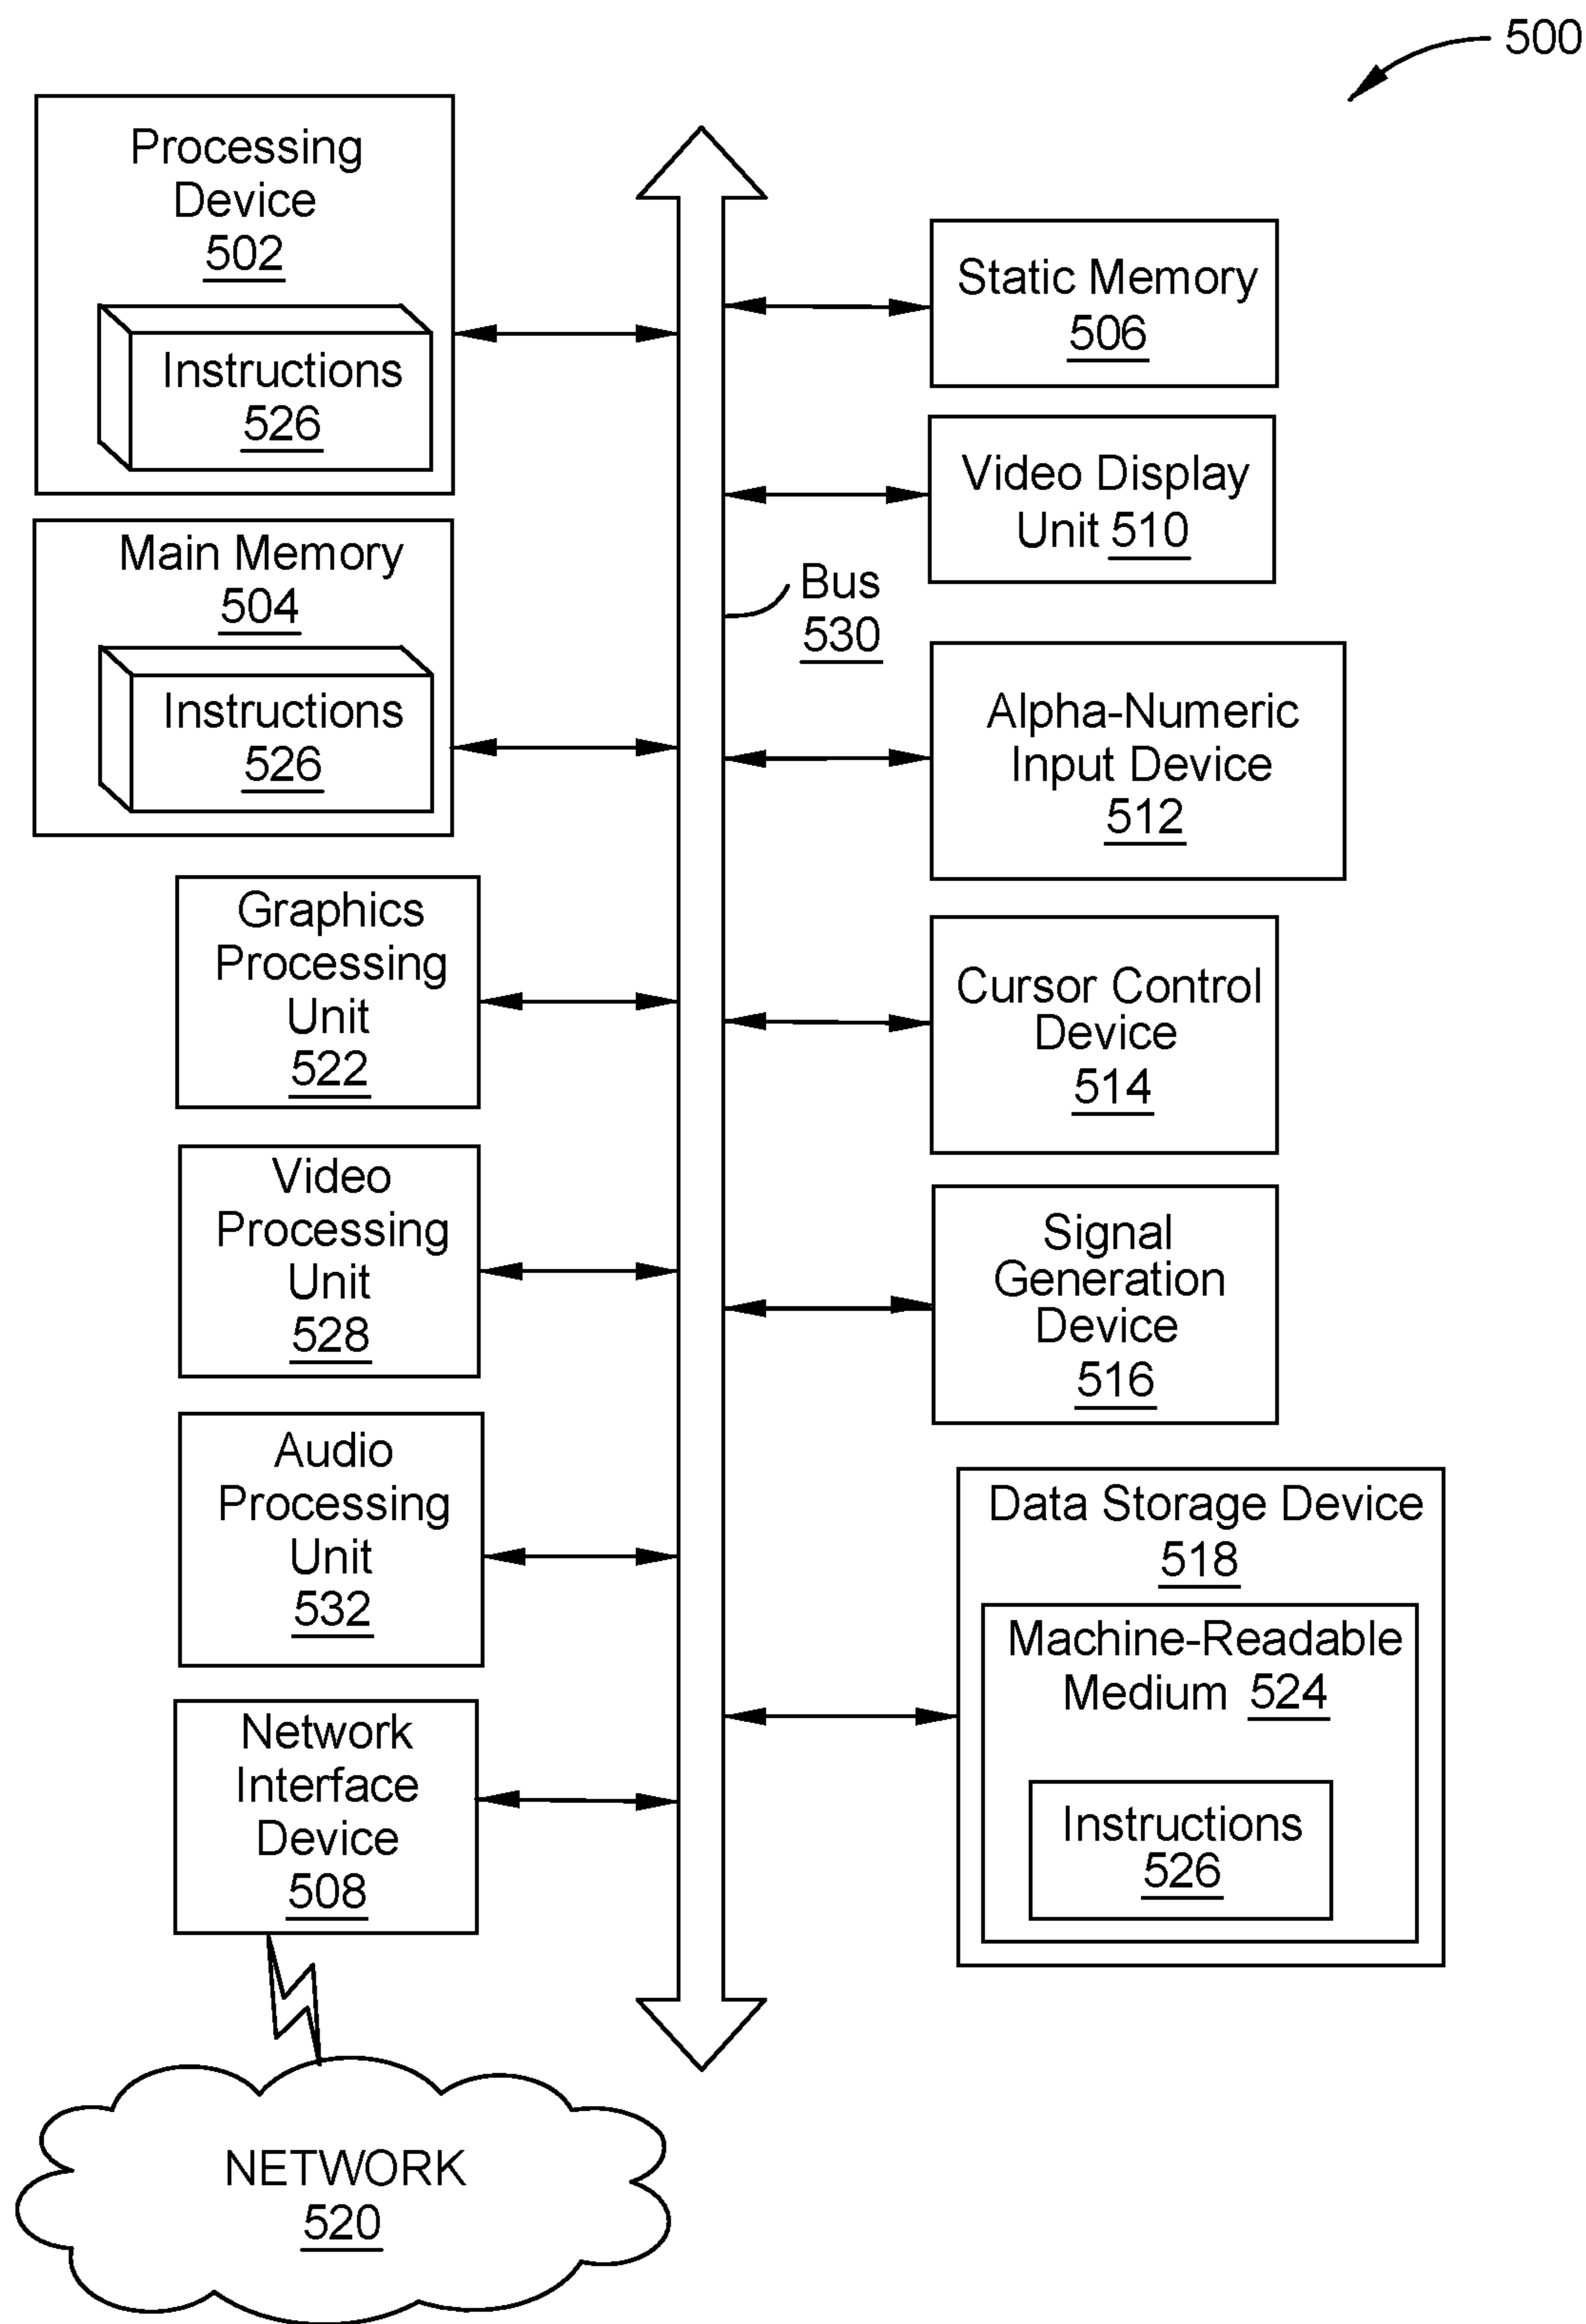 500
Processing
Device
502
Instructions
526
Main Memory
504
Instructions
526
Graphics
Processing
Unit
522
Video
Processing
Unit
528
Audio
Processing
Unit
532
Network
Interface
Device
508
NETWORK
520
Bus
530
Static Memory
506
Video Display
Unit 510
Alpha-Numeric
Input Device
512
Cursor Control
Device
514
Signal
Generation
Device
516
Data Storage Device
518
Machine-Readable
Medium 524
Instructions
526